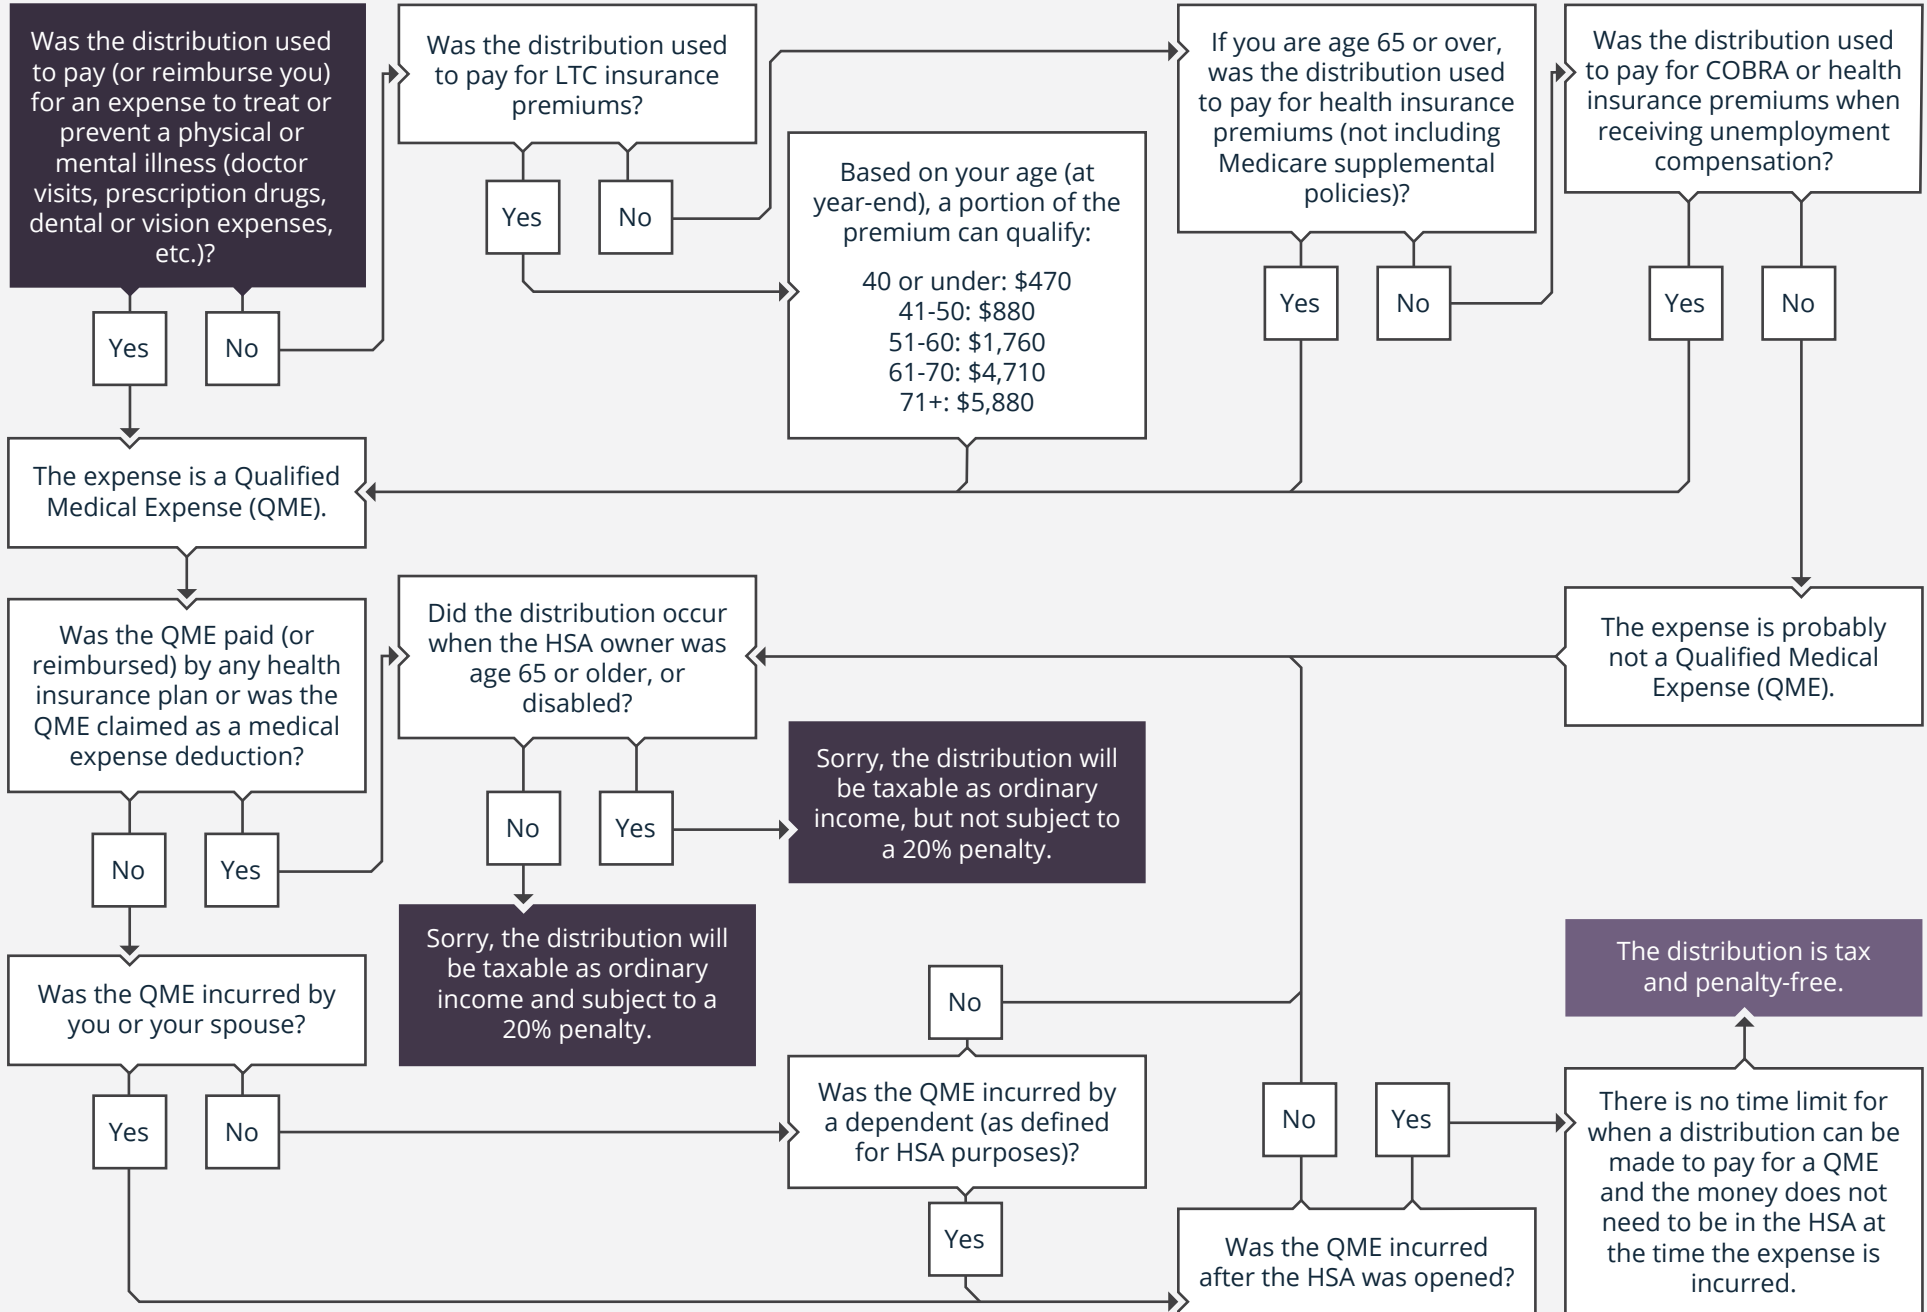 Was the distribution used
to pay (or reimburse you)
for an expense to treat or
prevent a physical or
mental illness (doctor
visits, prescription drugs,
dental or vision expenses,
etc.)?
Yes
No
Was the distribution used
to pay for LTC insurance
premiums?
Yes
No
Based on your age (at
year-end), a portion of the
premium can qualify:
40 or under: $470
41-50: $880
51-60: $1,760
61-70: $4,710
71+: $5,880
If you are age 65 or over,
was the distribution used
to pay for health insurance
premiums (not including
Medicare supplemental
policies)?
Yes
No
Was the distribution used
to pay for COBRA or health
insurance premiums when
receiving unemployment
compensation?
Yes
No
The expense is a Qualified
Medical Expense (QME).
Was the QME paid (or
reimbursed) by any health
insurance plan or was the
QME claimed as a medical
expense deduction?
No
Yes
Did the distribution occur
when the HSA owner was
age 65 or older, or
disabled?
No
Yes
Sorry, the distribution will
be taxable as ordinary
income, but not subject to
a 20% penalty.
Sorry, the distribution will
be taxable as ordinary
income and subject to a
20% penalty.
The expense is probably
not a Qualified Medical
Expense (QME).
Was the QME incurred by
you or your spouse?
Yes
No
No
Was the QME incurred by
a dependent (as defined
for HSA purposes)?
Yes
No
Yes
Was the QME incurred
after the HSA was opened?
The distribution is tax
and penalty-free.
There is no time limit for
when a distribution can be
made to pay for a QME
and the money does not
need to be in the HSA at
the time the expense is
incurred.